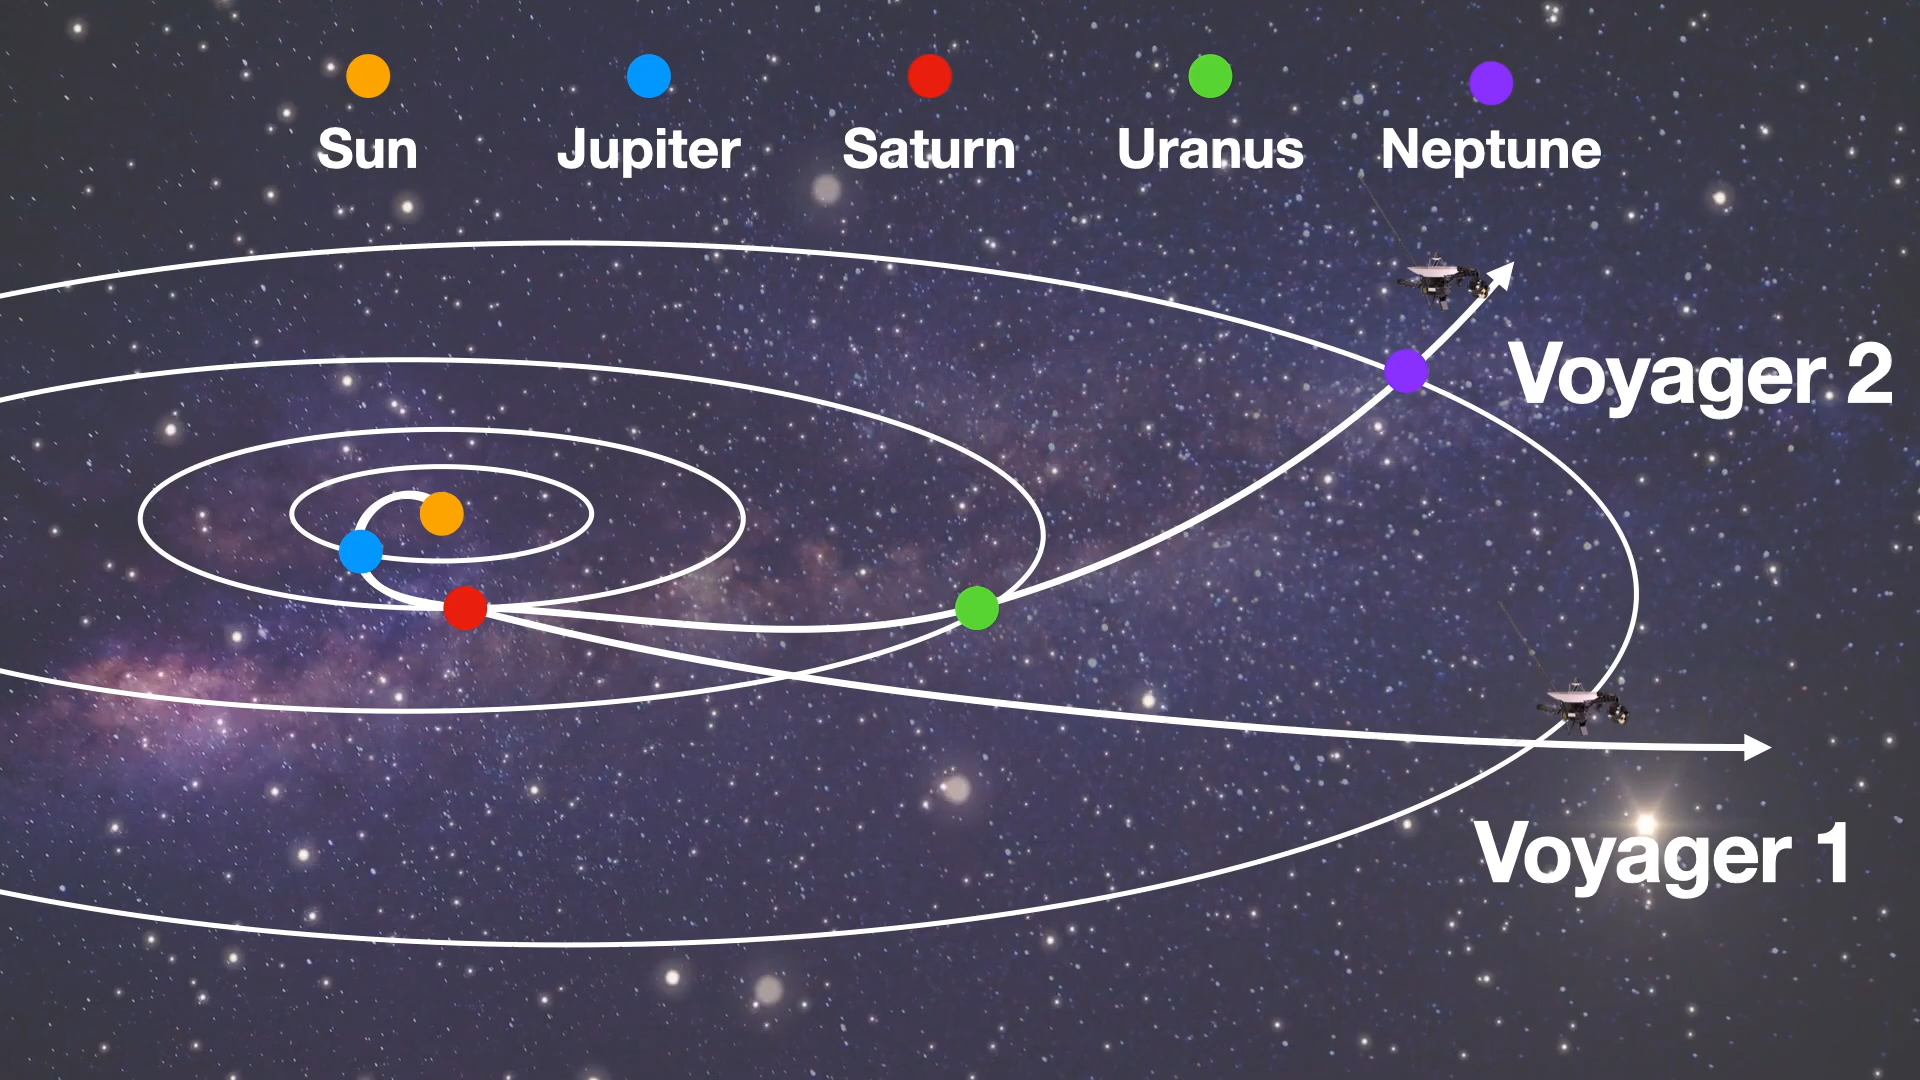 Sun
Jupiter
Saturn
Uranus
Neptune
Voyager 2
Voyager 1